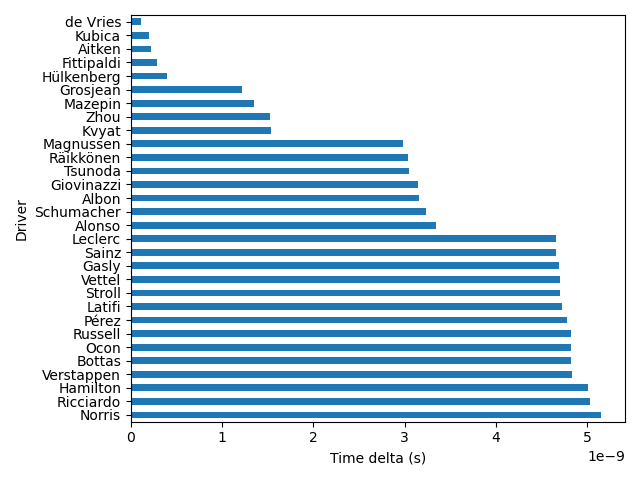 de Vries
Kubica
Aitken
Fittipaldi
Hülkenberg
Grosjean
Mazepin
Zhou
Kvyat
Magnussen
Räikkönen
Tsunoda
Giovinazzi
Albon
Schumacher
Alonso
Leclerc
Sainz
Gasly
Vettel
Stroll
Latifi
Pérez
Russell
Ocon
Bottas
Verstappen
Hamilton
Ricciardo
Norris
Driver
0 1 2 3 4 5
Time delta (s)
1e−9